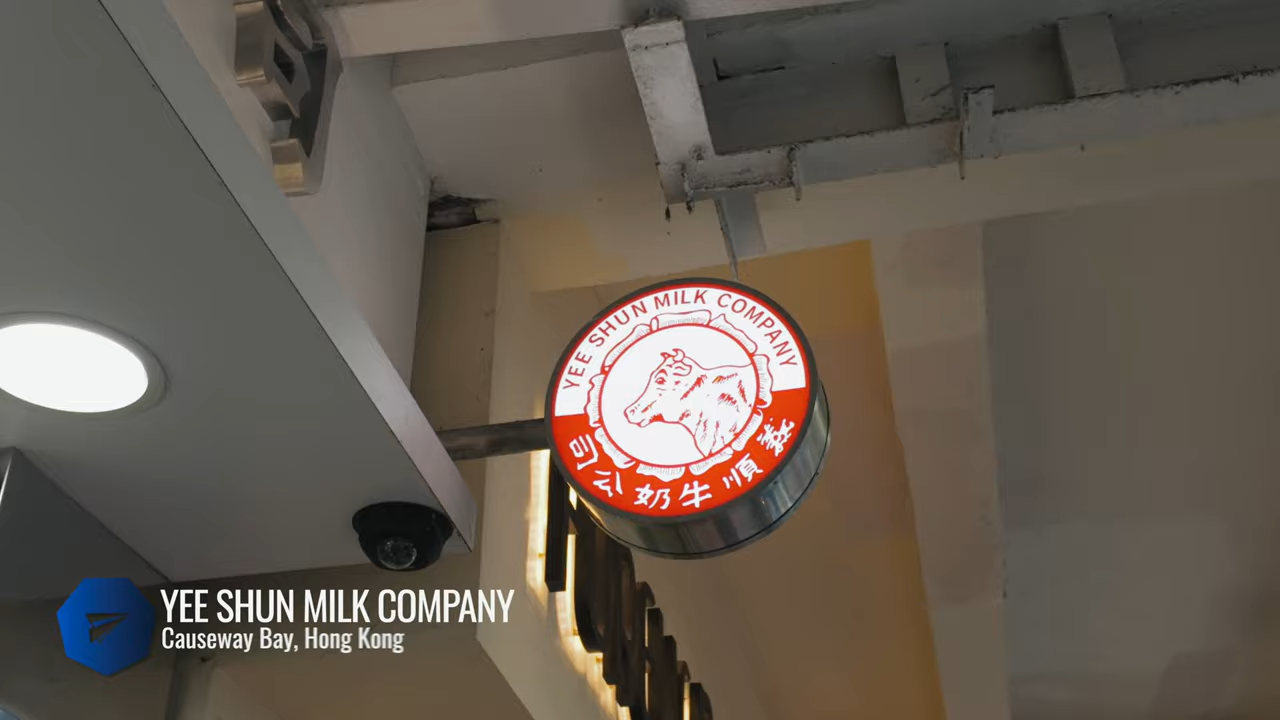 YEE SHUN MILK COMPANY
義順牛奶公司
YEE SHUN MILK COMPANY
Causeway Bay, Hong Kong